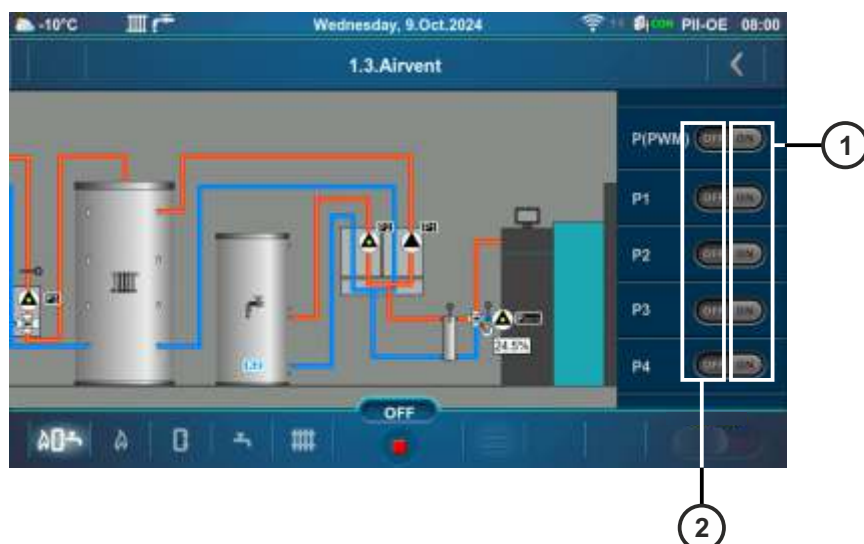 -10°C Wednesday, 9.Oct.2024 CON PII-OE 08:00
1.3.Airvent
P(PWM) OFF ON
1
P1 OFF ON
P2 OFF ON
P3 OFF ON
24.5%
P4 OFF ON
OFF
2